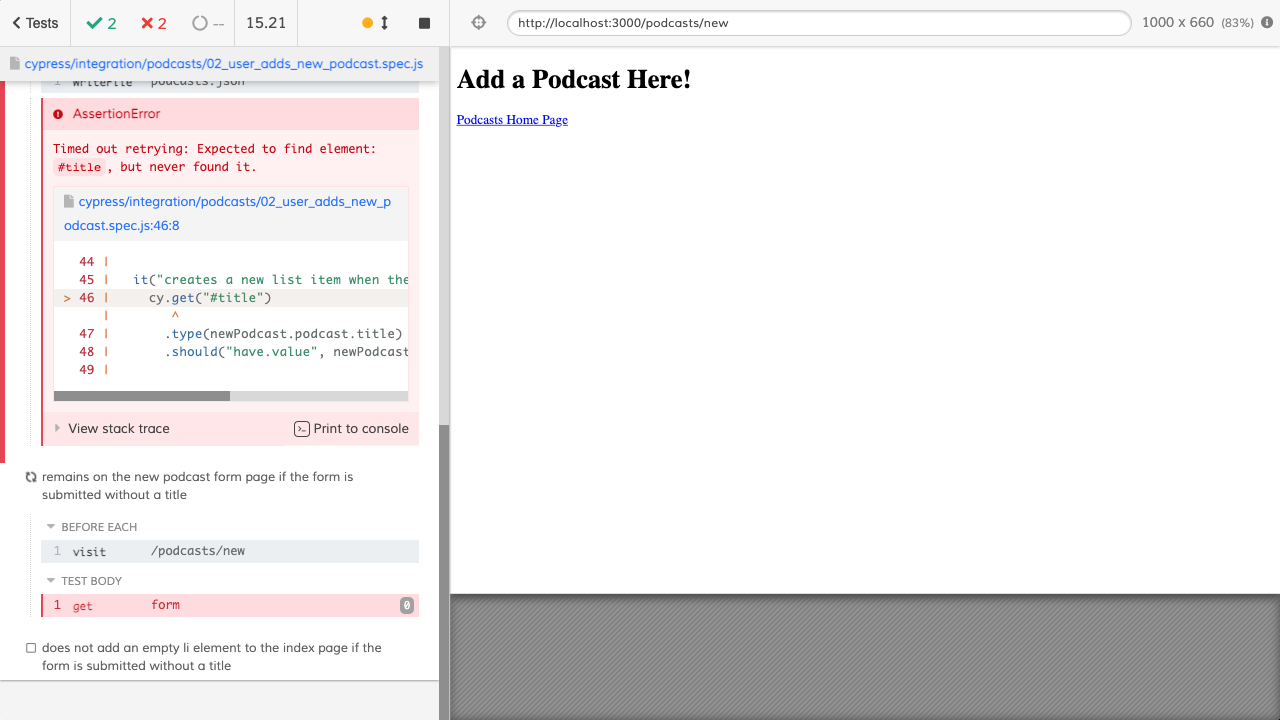 Tests 2 2 -- 15.21
cypress/integration/podcasts/02_user_adds_new_podcast.spec.js
1 writeFile podcasts.json
AssertionError
Timed out retrying: Expected to find element:
#title, but never found it.
cypress/integration/podcasts/02_user_adds_new_p
odcast.spec.js:46:8
44 |
45 | it("creates a new list item when the
> 46 | cy.get("#title")
| ^
47 | .type(newPodcast.podcast.title)
48 | .should("have.value", newPodcast
49 |
View stack trace Print to console
remains on the new podcast form page if the form is
submitted without a title
BEFORE EACH
1 visit /podcasts/new
TEST BODY
1 get form 0
does not add an empty li element to the index page if the
form is submitted without a title
http://localhost:3000/podcasts/new 1000 x 660 (83%)
Add a Podcast Here!
Podcasts Home Page